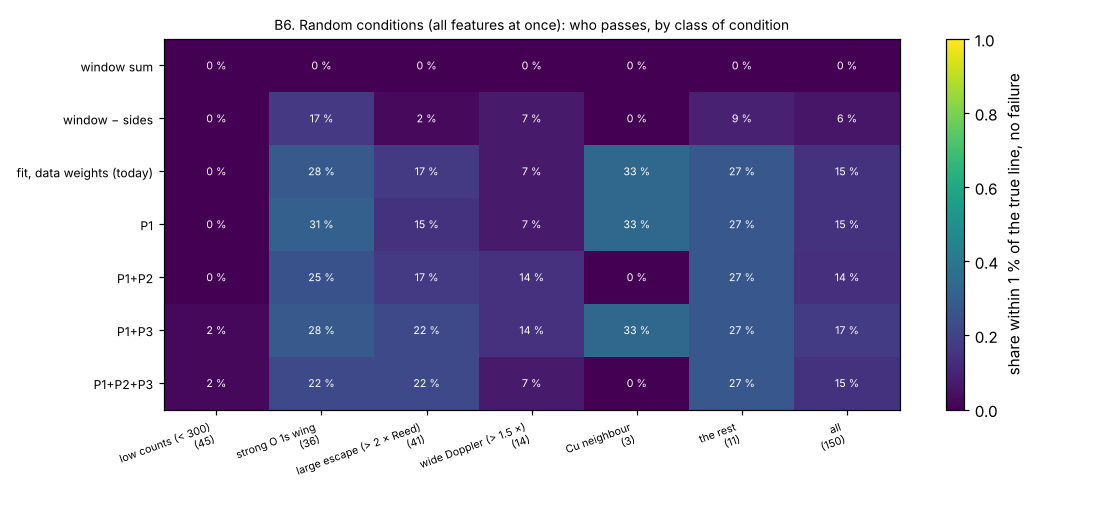 B6. Random conditions (all features at once): who passes, by class of condition
window sum 0 % 0 % 0 % 0 % 0 % 0 % 0 %
window − sides 0 % 17 % 2 % 7 % 0 % 9 % 6 %
fit, data weights (today) 0 % 28 % 17 % 7 % 33 % 27 % 15 %
P1 0 % 31 % 15 % 7 % 33 % 27 % 15 %
P1+P2 0 % 25 % 17 % 14 % 0 % 27 % 14 %
P1+P3 2 % 28 % 22 % 14 % 33 % 27 % 17 %
P1+P2+P3 2 % 22 % 22 % 7 % 0 % 27 % 15 %
low counts (< 300)
(45)
strong O 1s wing
(36)
large escape (> 2 × Reed)
(41)
wide Doppler (> 1.5 ×)
(14)
Cu neighbour
(3)
the rest
(11)
all
(150)
1.0
0.8
0.6
0.4
0.2
0.0
share within 1 % of the true line, no failure